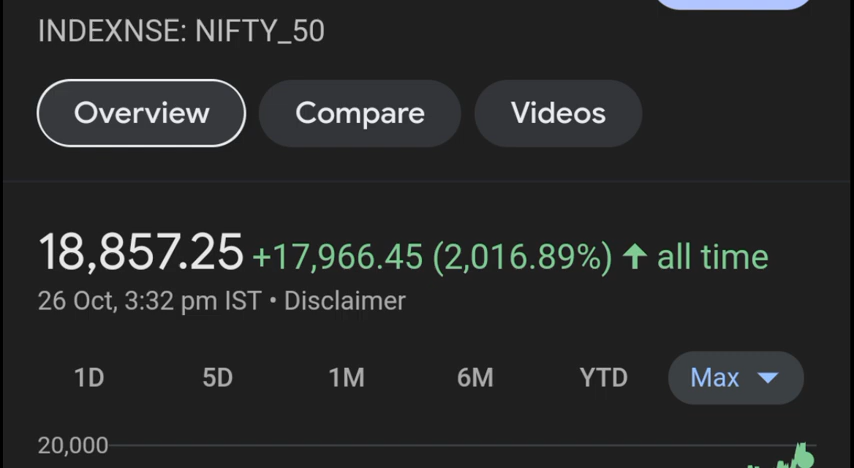 INDEXNSE: NIFTY_50
Overview Compare Videos
18,857.25 +17,966.45 (2,016.89%) ↑ all time
26 Oct, 3:32 pm IST • Disclaimer
1D 5D 1M 6M YTD Max
20,000